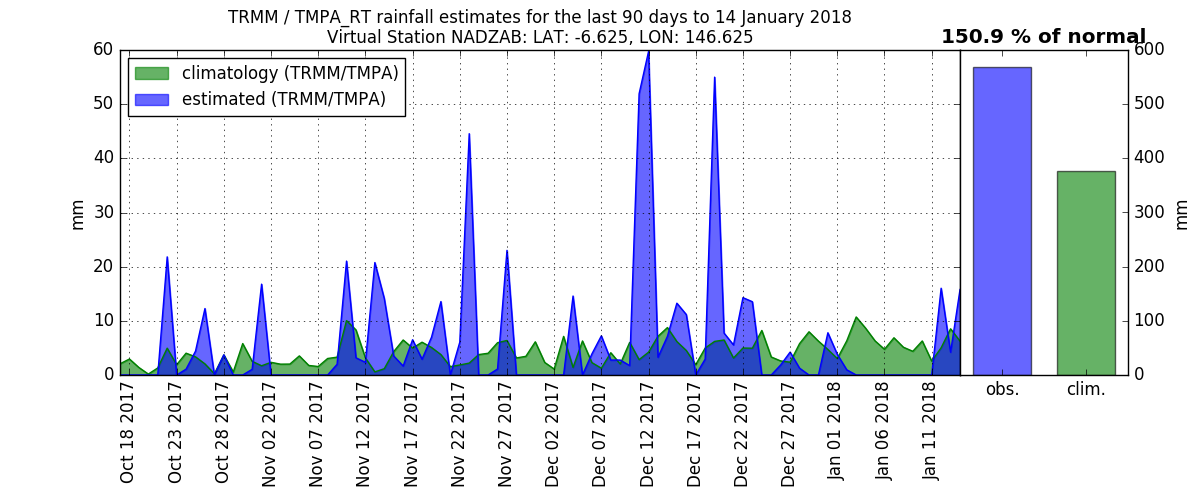 TRMM / TMPA_RT rainfall estimates for the last 90 days to 14 January 2018
Virtual Station NADZAB: LAT: -6.625, LON: 146.625
150.9 % of normal
climatology (TRMM/TMPA)
estimated (TRMM/TMPA)
60
50
40
30
20
10
0
mm
Oct 18 2017
Oct 23 2017
Oct 28 2017
Nov 02 2017
Nov 07 2017
Nov 12 2017
Nov 17 2017
Nov 22 2017
Nov 27 2017
Dec 02 2017
Dec 07 2017
Dec 12 2017
Dec 17 2017
Dec 22 2017
Dec 27 2017
Jan 01 2018
Jan 06 2018
Jan 11 2018
600
500
400
300
200
100
0
mm
obs.
clim.